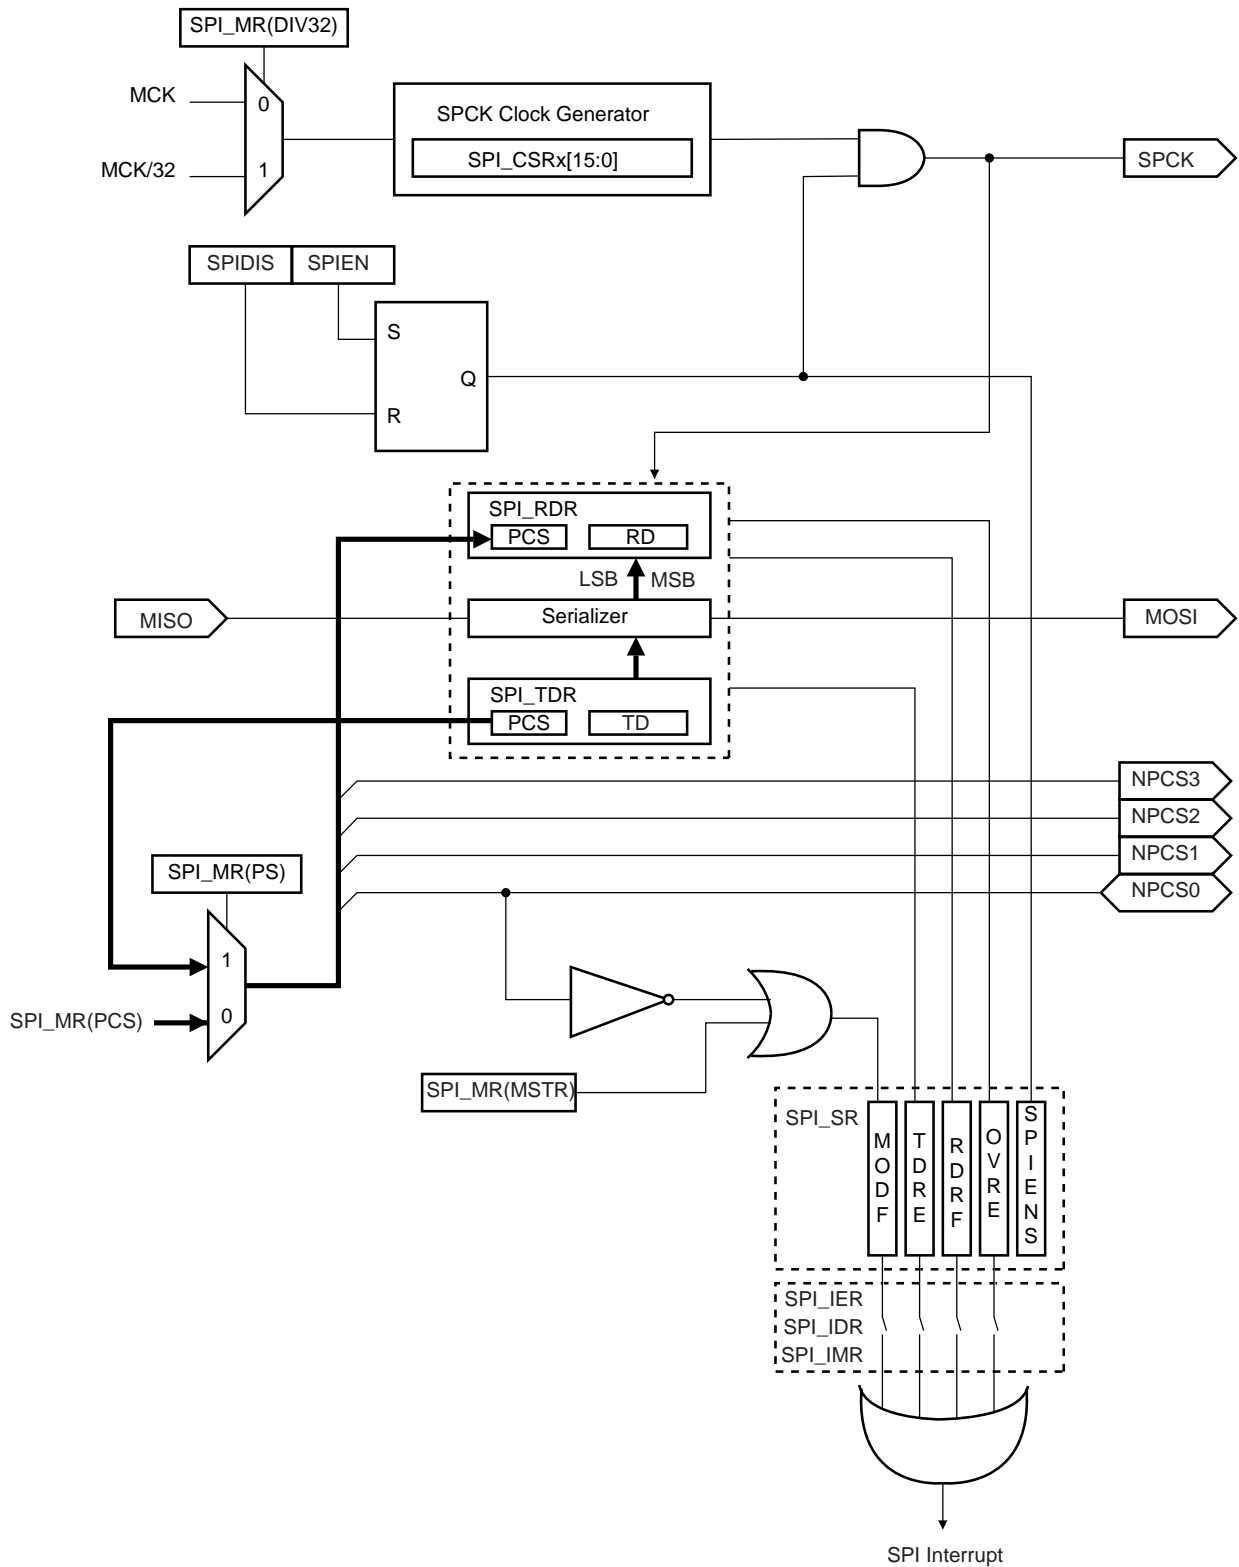 SPI_MR(DIV32)
MCK
0
SPCK Clock Generator
SPI_CSRx[15:0]
SPCK
MCK/32
1
SPIDIS
SPIEN
S
Q
R
SPI_RDR
PCS
RD
LSB
MSB
MISO
Serializer
MOSI
SPI_TDR
PCS
TD
NPCS3
NPCS2
NPCS1
NPCS0
SPI_MR(PS)
1
0
SPI_MR(PCS)
SPI_MR(MSTR)
SPI_SR
MODF
TDRE
RDRF
OVRE
SPIENS
SPI_IER
SPI_IDR
SPI_IMR
SPI Interrupt